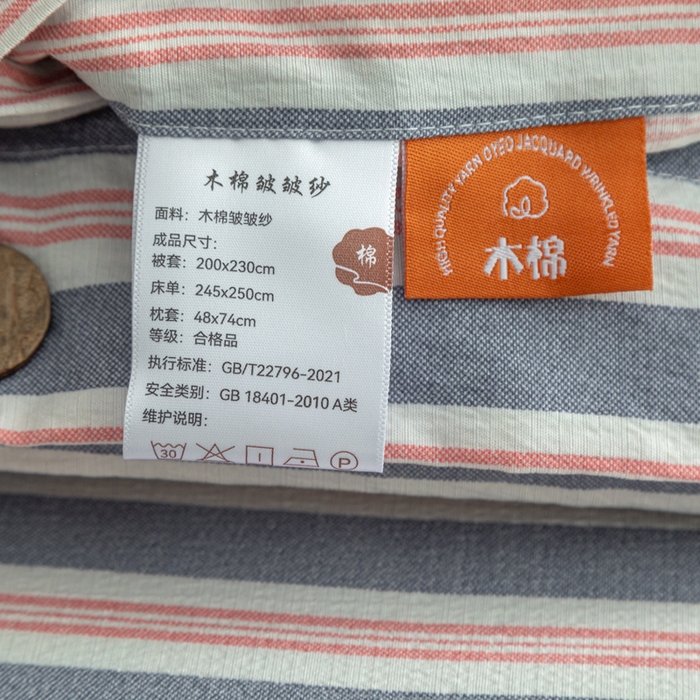 木棉皱皱纱
面料：木棉皱皱纱
成品尺寸：
被套：200x230cm
床单：245x250cm
枕套：48x74cm
等级：合格品
执行标准：GB/T22796-2021
安全类别：GB 18401-2010 A类
维护说明：
30
P
棉
HIGH QUALITY YARN DYED JACQUARD WRINKLED YARN
木棉